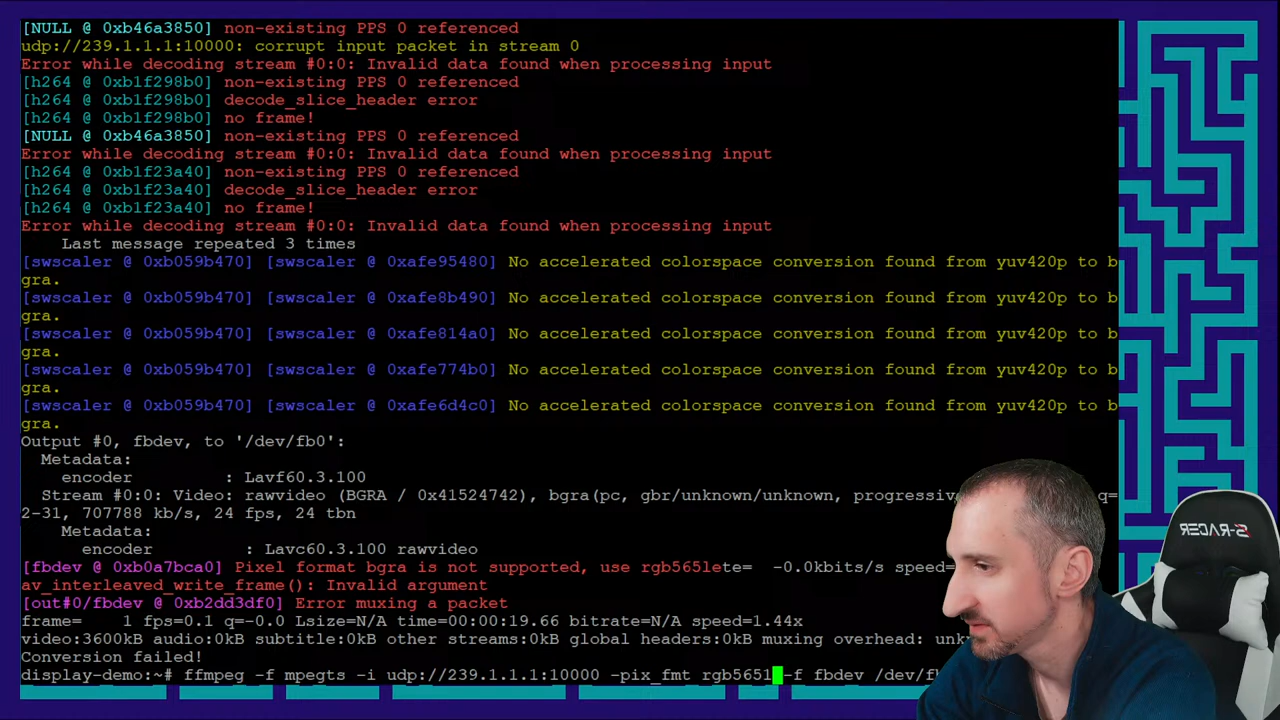 [NULL @ 0xb46a3850] non-existing PPS 0 referenced
udp://239.1.1.1:10000: corrupt input packet in stream 0
Error while decoding stream #0:0: Invalid data found when processing input
[h264 @ 0xb1f298b0] non-existing PPS 0 referenced
[h264 @ 0xb1f298b0] decode_slice_header error
[h264 @ 0xb1f298b0] no frame!
[NULL @ 0xb46a3850] non-existing PPS 0 referenced
Error while decoding stream #0:0: Invalid data found when processing input
[h264 @ 0xb1f23a40] non-existing PPS 0 referenced
[h264 @ 0xb1f23a40] decode_slice_header error
[h264 @ 0xb1f23a40] no frame!
Error while decoding stream #0:0: Invalid data found when processing input
Last message repeated 3 times
[swscaler @ 0xb059b470] [swscaler @ 0xafe95480] No accelerated colorspace conversion found from yuv420p to b
gra.
[swscaler @ 0xb059b470] [swscaler @ 0xafe8b490] No accelerated colorspace conversion found from yuv420p to b
gra.
[swscaler @ 0xb059b470] [swscaler @ 0xafe814a0] No accelerated colorspace conversion found from yuv420p to b
gra.
[swscaler @ 0xb059b470] [swscaler @ 0xafe774b0] No accelerated colorspace conversion found from yuv420p to b
gra.
[swscaler @ 0xb059b470] [swscaler @ 0xafe6d4c0] No accelerated colorspace conversion found from yuv420p to b
gra.
Output #0, fbdev, to '/dev/fb0':
Metadata:
encoder : Lavf60.3.100
Stream #0:0: Video: rawvideo (BGRA / 0x41524742), bgra(pc, gbr/unknown/unknown, progressiv q=
2-31, 707788 kb/s, 24 fps, 24 tbn
Metadata:
encoder : Lavc60.3.100 rawvideo
[fbdev @ 0xb0a7bca0] Pixel format bgra is not supported, use rgb565lete= -0.0kbits/s speed=
av_interleaved_write_frame(): Invalid argument
[out#0/fbdev @ 0xb2dd3df0] Error muxing a packet
frame= 1 fps=0.1 q=-0.0 Lsize=N/A time=00:00:19.66 bitrate=N/A speed=1.44x
video:3600kB audio:0kB subtitle:0kB other streams:0kB global headers:0kB muxing overhead: unk
Conversion failed!
display-demo:~# ffmpeg -f mpegts -i udp://239.1.1.1:10000 -pix_fmt rgb565l -f fbdev /dev/f
S-RACER